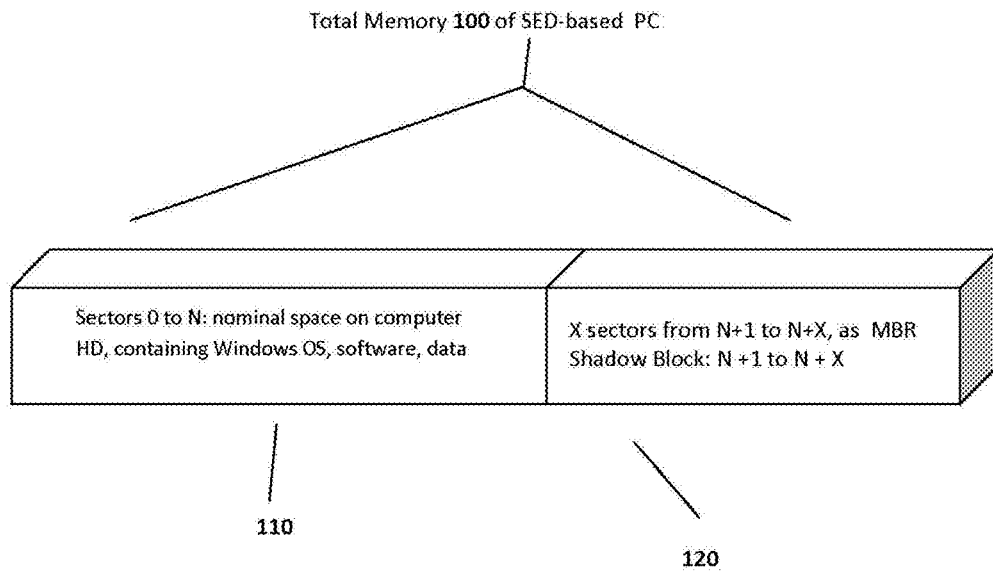 Total Memory 100 of SED-based PC
Sectors 0 to N: nominal space on computer
HD, containing Windows OS, software, data
X sectors from N+1 to N+X, as MBR
Shadow Block: N +1 to N + X
110
120